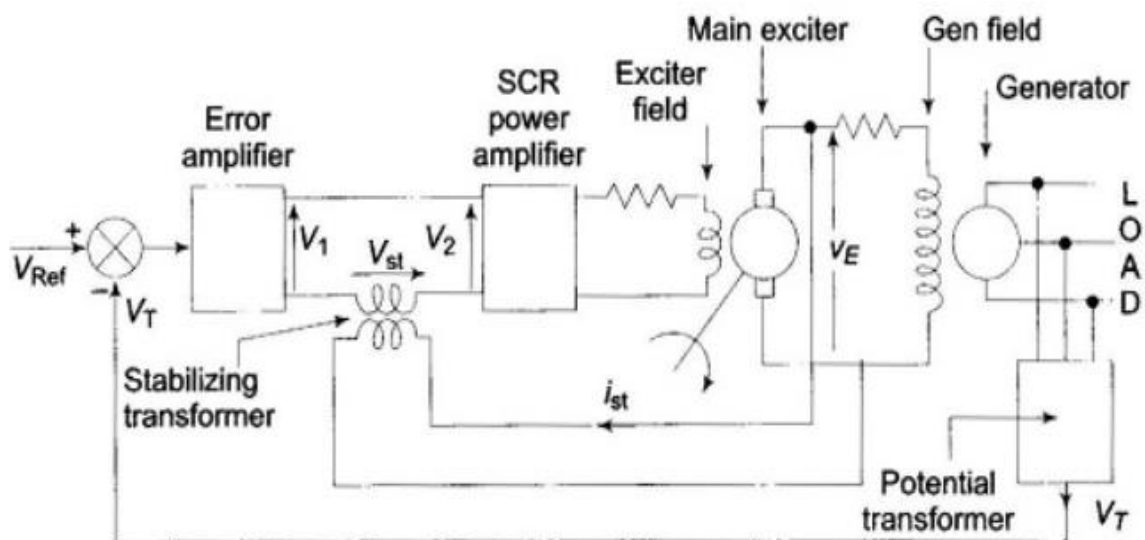 Main exciter
Gen field
SCR
power
amplifier
Exciter
field
Generator
Error
amplifier
L
O
A
D
+
V₁
Vst
V₂
vE
VRef
−
VT
Stabilizing
transformer
ist
Potential
transformer
VT